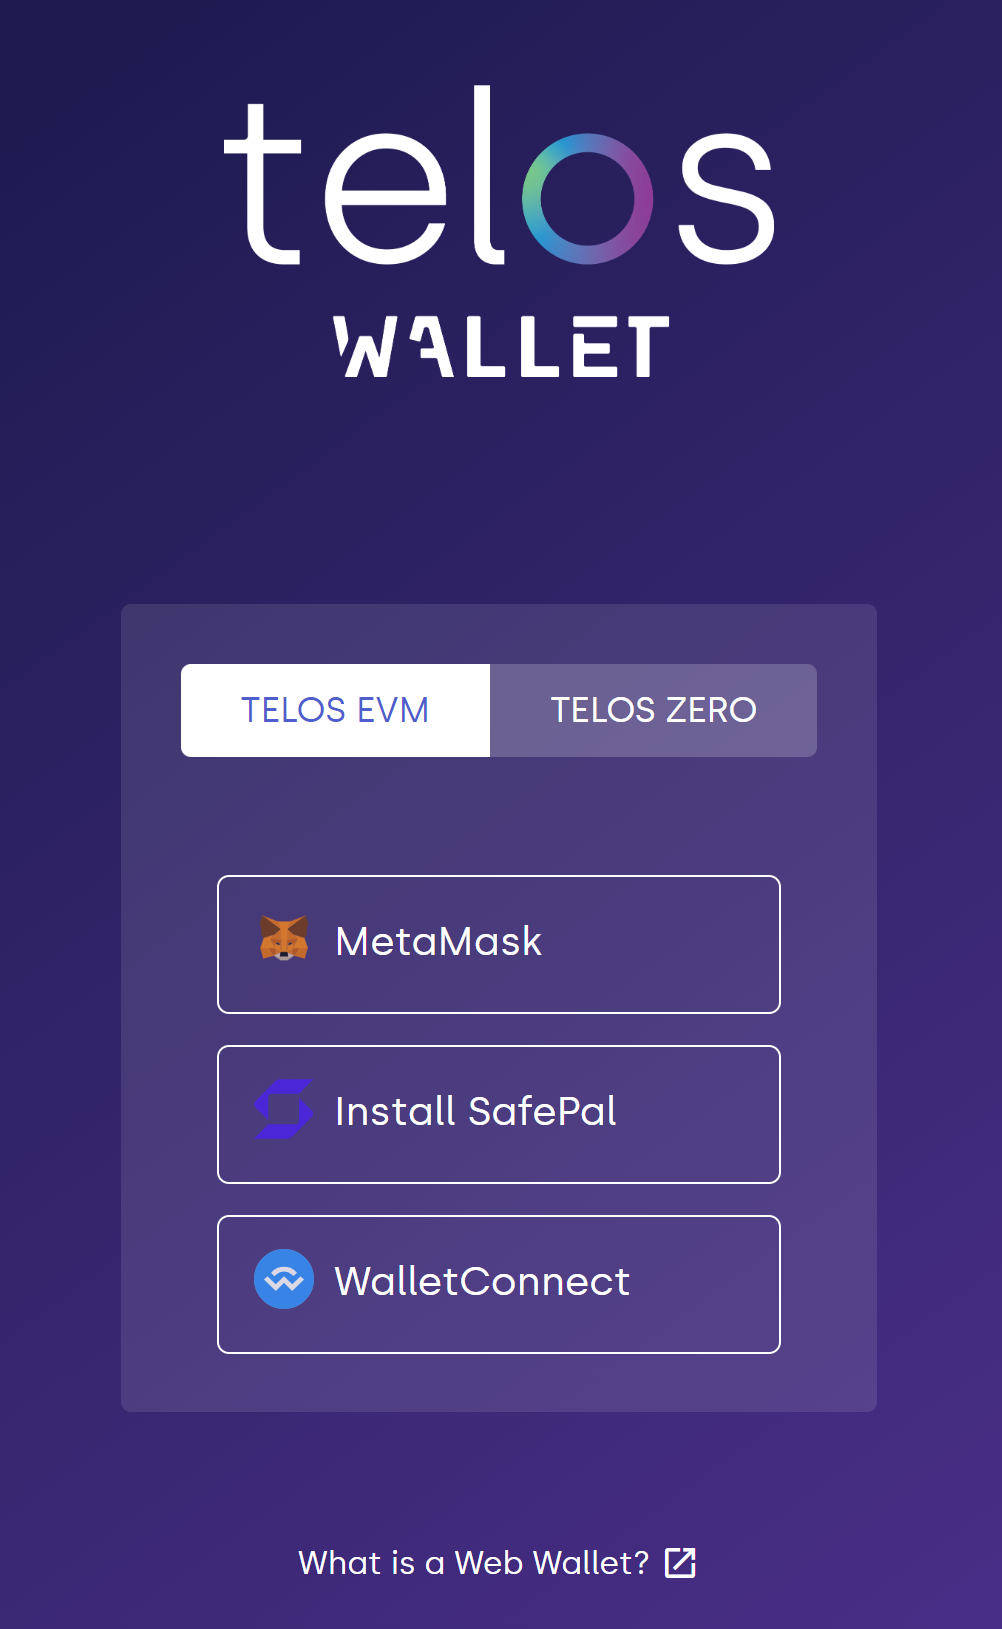 telos
WALLET
TELOS EVM
TELOS ZERO
MetaMask
Install SafePal
WalletConnect
What is a Web Wallet?